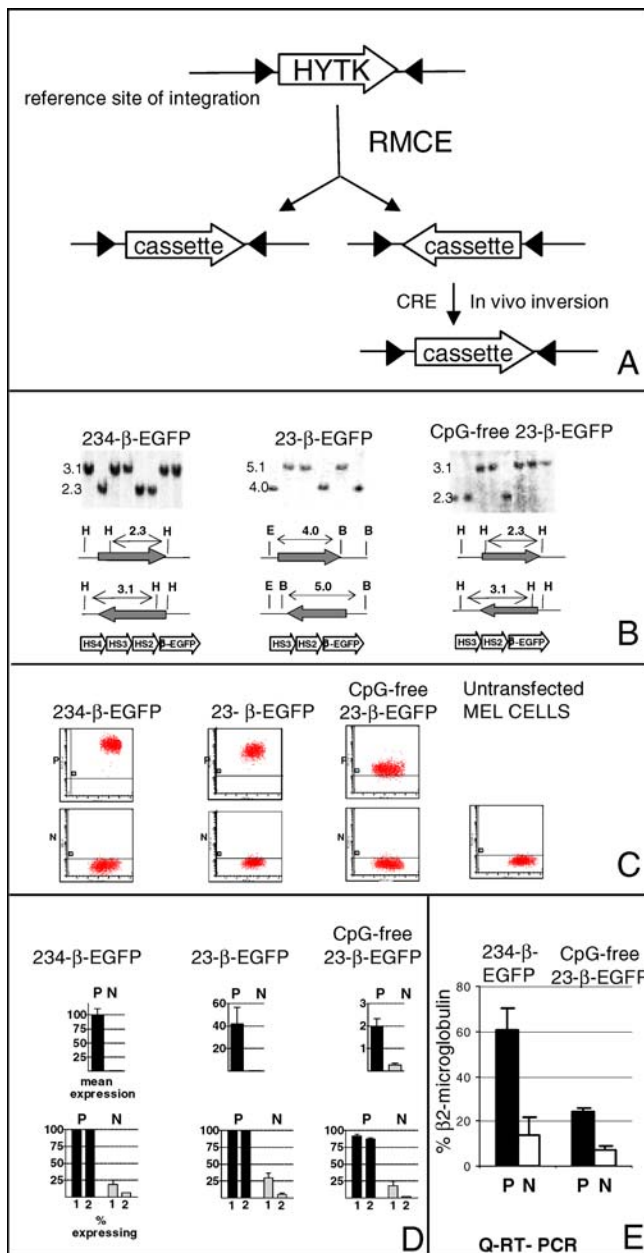 HYTK
reference site of integration
RMCE
cassette
cassette
CRE
In vivo inversion
cassette
A
234-β-EGFP
23-β-EGFP
CpG-free 23-β-EGFP
3.1
2.3
5.1
4.0
3.1
2.3
H H 2.3 H
E 4.0 B B
H H 2.3 H
H 3.1 H H
E B 5.0 B
H 3.1 H H
HS4 HS3 HS2 β-EGFP
HS3 HS2 β-EGFP
HS3 HS2 β-EGFP
B
234-β-EGFP
23- β-EGFP
CpG-free
23-β-EGFP
Untransfected
MEL CELLS
P
P
P
N
N
N
C
234-β-EGFP
23-β-EGFP
CpG-free
23-β-EGFP
P N
P N
P N
100
75
50
25
60
40
20
3
2
1
mean
expression
P N
P N
P N
100
75
50
25
100
75
50
25
100
75
50
25
1 2 1 2
1 2 1 2
1 2 1 2
%
expressing
D
234-β-
EGFP
CpG-free
23-β-EGFP
% β2-microglobulin
80
60
40
20
0
P N P N
Q-RT- PCR
E